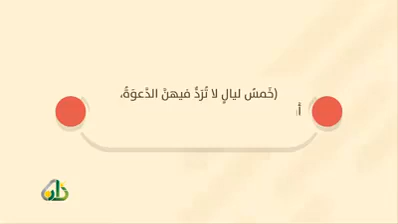 (خَمسُ ليالٍ لا تُرَدُّ فيهنَّ الدَّعوَةُ،
أ